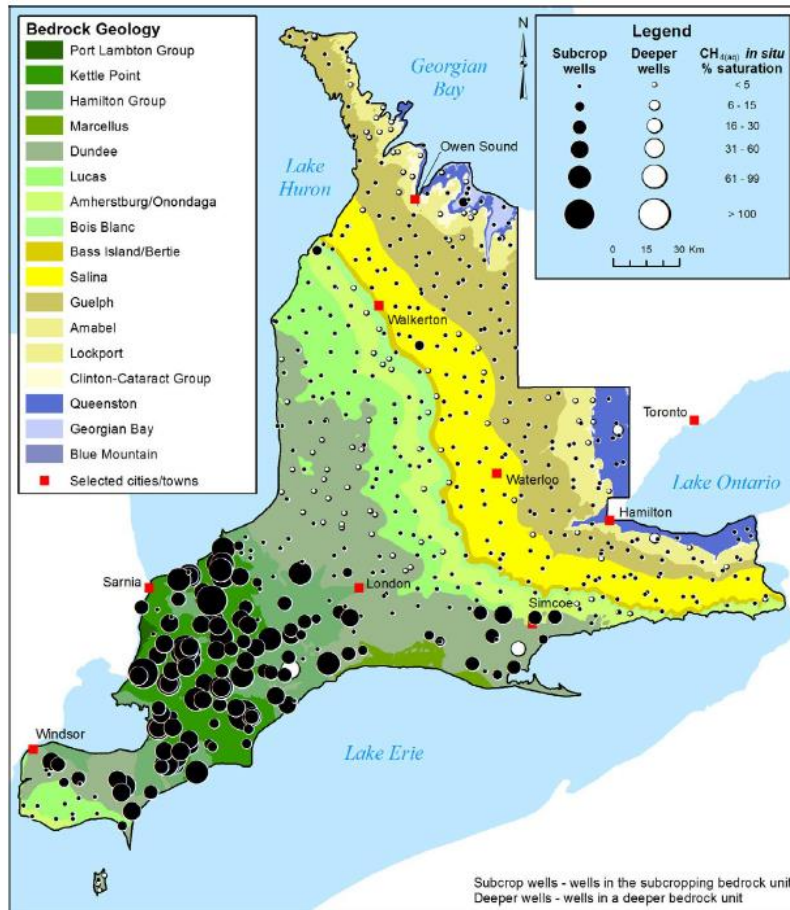 Bedrock Geology
Port Lambton Group
Kettle Point
Hamilton Group
Marcellus
Dundee
Lucas
Amherstburg/Onondaga
Bois Blanc
Bass Island/Bertie
Salina
Guelph
Amabel
Lockport
Clinton-Cataract Group
Queenston
Georgian Bay
Blue Mountain
Selected cities/towns
N
Legend
Subcrop wells
Deeper wells
CH4(aq) in situ % saturation
< 5
6 - 15
16 - 30
31 - 60
61 - 99
> 100
0 15 30 Km
Georgian Bay
Owen Sound
Lake Huron
Walkerton
Toronto
Waterloo
Lake Ontario
Hamilton
Sarnia
London
Simcoe
Windsor
Lake Erie
Subcrop wells - wells in the subcropping bedrock unit
Deeper wells - wells in a deeper bedrock unit